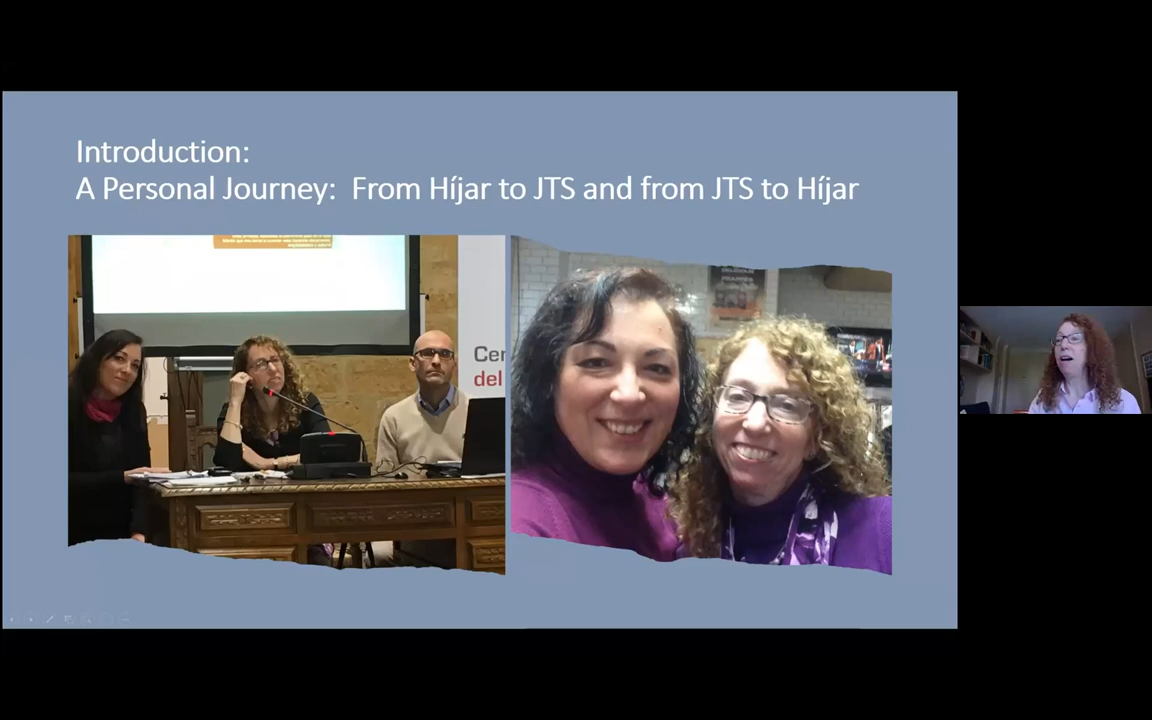 Introduction:
A Personal Journey: From Híjar to JTS and from JTS to Híjar
Cen
del